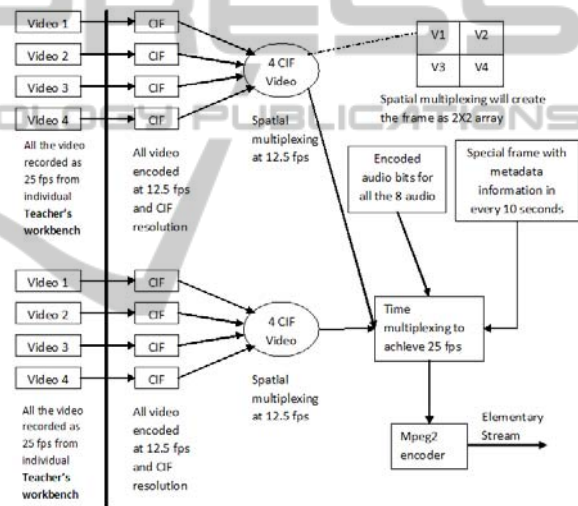 PRESS
OLOGY PUBLICATIONS
Video 1
Video 2
Video 3
Video 4
All the video
recorded as
25 fps from
individual
Teacher's
workbench
CIF
CIF
CIF
CIF
All video
encoded
at 12.5 fps
and CIF
resolution
4 CIF
Video
Spatial
multiplexing
at 12.5 fps
V1
V2
V3
V4
Spatial multiplexing will create
the frame as 2X2 array
Encoded
audio bits for
all the 8 audio
Special frame with
metadata
information in
every 10 seconds
Video 1
Video 2
Video 3
Video 4
All the video
recorded as
25 fps from
individual
Teacher's
workbench
CIF
CIF
CIF
CIF
All video
encoded
at 12.5 fps
and CIF
resolution
4 CIF
Video
Spatial
multiplexing
at 12.5 fps
Time
multiplexing to
achieve 25 fps
Mpeg2
encoder
Elementary
Stream